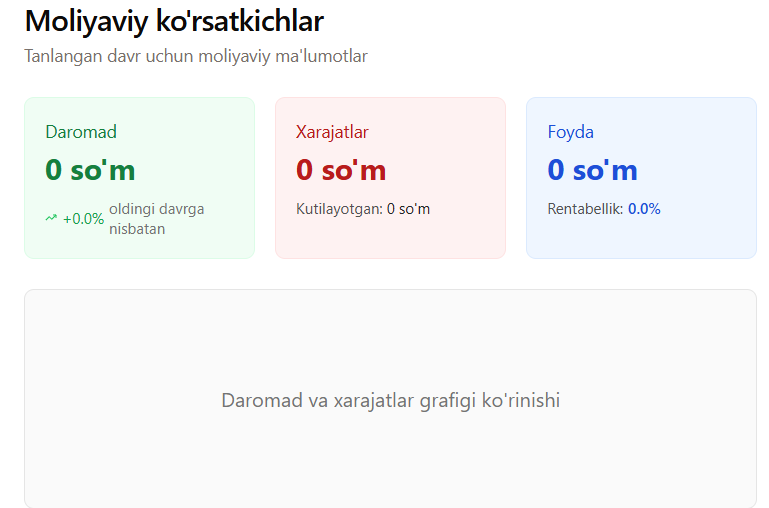 Moliyaviy ko'rsatkichlar
Tanlangan davr uchun moliyaviy ma'lumotlar
Daromad
0 so'm
+0.0% oldingi davrga
nisbatan
Xarajatlar
0 so'm
Kutilayotgan: 0 so'm
Foyda
0 so'm
Rentabellik: 0.0%
Daromad va xarajatlar grafigi ko'rinishi